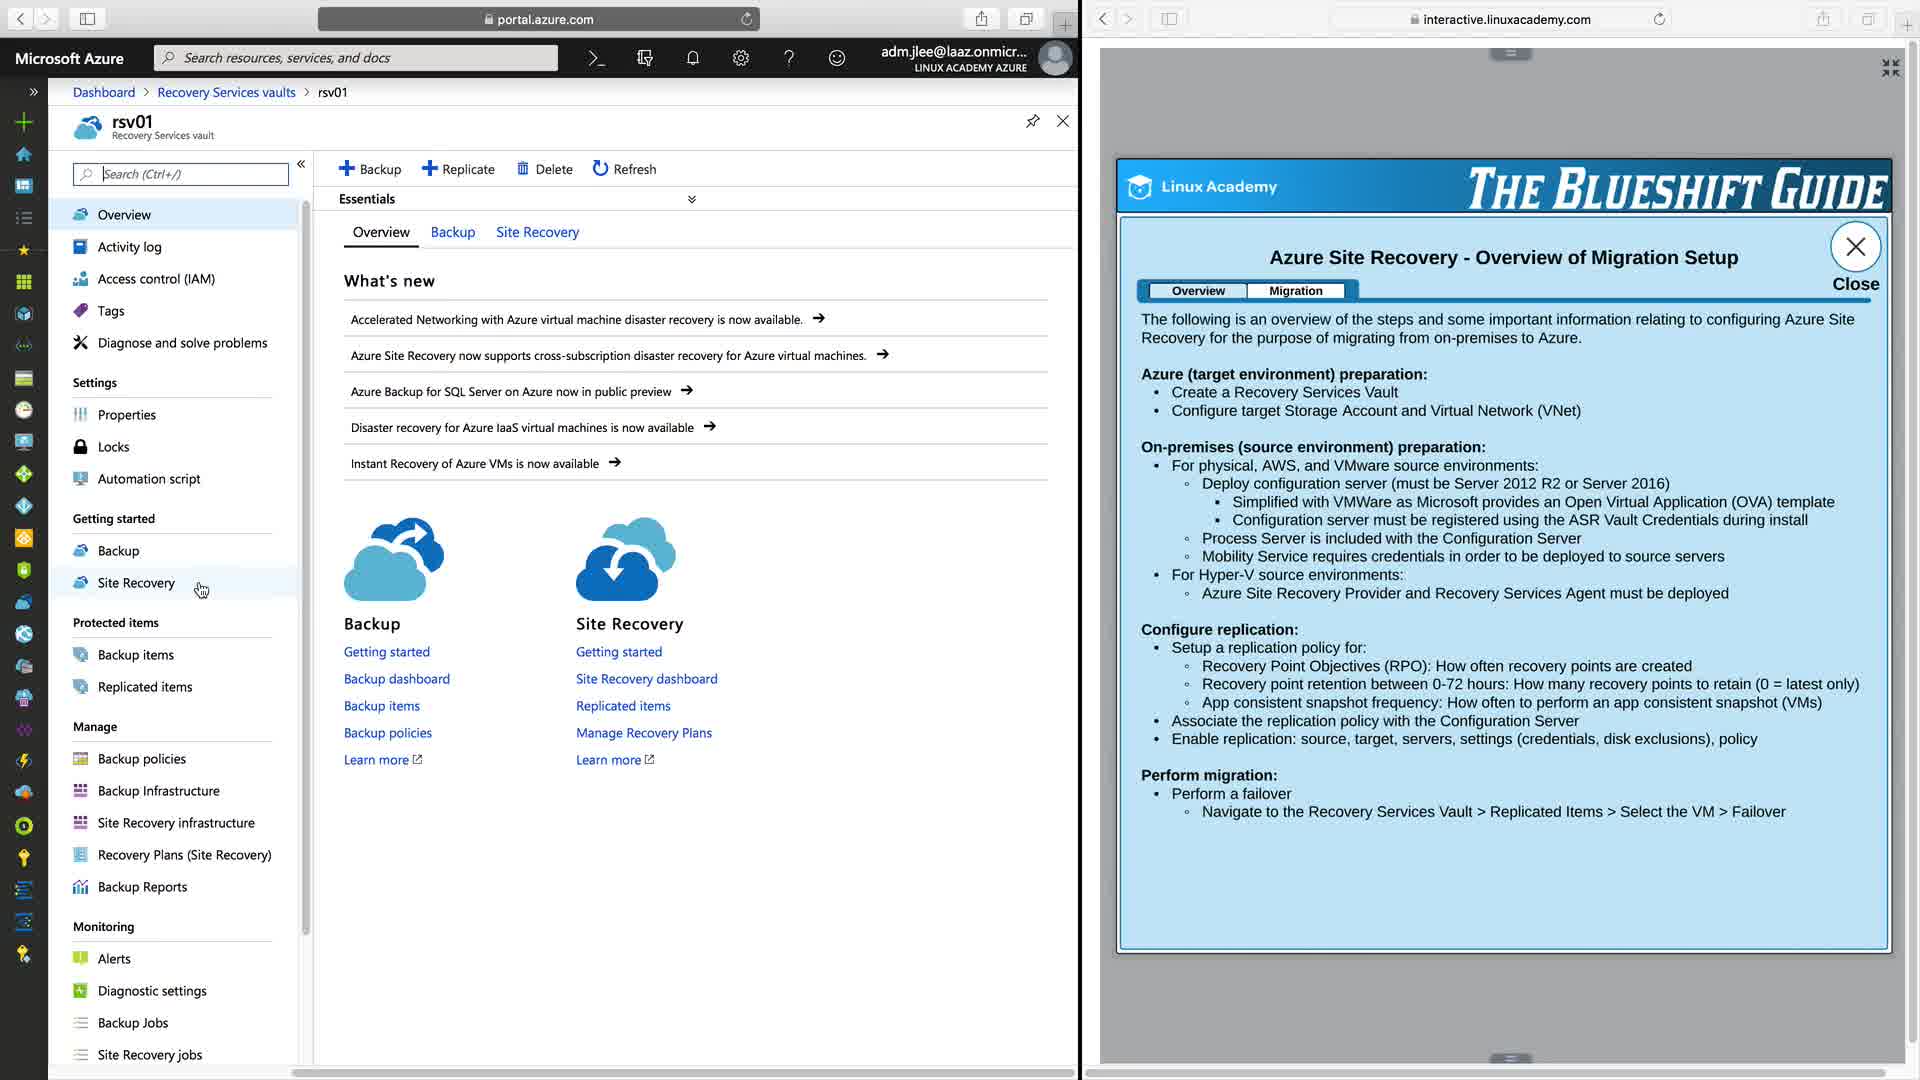 portal.azure.com
Microsoft Azure
Search resources, services, and docs
adm.jlee@laaz.onmicr...
LINUX ACADEMY AZURE
Dashboard > Recovery Services vaults > rsv01
rsv01
Recovery Services vault
Search (Ctrl+/)
Overview
Activity log
Access control (IAM)
Tags
Diagnose and solve problems
Settings
Properties
Locks
Automation script
Getting started
Backup
Site Recovery
Protected items
Backup items
Replicated items
Manage
Backup policies
Backup Infrastructure
Site Recovery infrastructure
Recovery Plans (Site Recovery)
Backup Reports
Monitoring
Alerts
Diagnostic settings
Backup Jobs
Site Recovery jobs
Backup Replicate Delete Refresh
Essentials
Overview Backup Site Recovery
What's new
Accelerated Networking with Azure virtual machine disaster recovery is now available.
Azure Site Recovery now supports cross-subscription disaster recovery for Azure virtual machines.
Azure Backup for SQL Server on Azure now in public preview
Disaster recovery for Azure IaaS virtual machines is now available
Instant Recovery of Azure VMs is now available
Backup
Getting started
Backup dashboard
Backup items
Backup policies
Learn more
Site Recovery
Getting started
Site Recovery dashboard
Replicated items
Manage Recovery Plans
Learn more
interactive.linuxacademy.com
Linux Academy
THE BLUESHIFT GUIDE
Close
Azure Site Recovery - Overview of Migration Setup
Overview Migration
The following is an overview of the steps and some important information relating to configuring Azure Site
Recovery for the purpose of migrating from on-premises to Azure.
Azure (target environment) preparation:
• Create a Recovery Services Vault
• Configure target Storage Account and Virtual Network (VNet)
On-premises (source environment) preparation:
• For physical, AWS, and VMware source environments:
◦ Deploy configuration server (must be Server 2012 R2 or Server 2016)
▪ Simplified with VMWare as Microsoft provides an Open Virtual Application (OVA) template
▪ Configuration server must be registered using the ASR Vault Credentials during install
◦ Process Server is included with the Configuration Server
◦ Mobility Service requires credentials in order to be deployed to source servers
• For Hyper-V source environments:
◦ Azure Site Recovery Provider and Recovery Services Agent must be deployed
Configure replication:
• Setup a replication policy for:
◦ Recovery Point Objectives (RPO): How often recovery points are created
◦ Recovery point retention between 0-72 hours: How many recovery points to retain (0 = latest only)
◦ App consistent snapshot frequency: How often to perform an app consistent snapshot (VMs)
• Associate the replication policy with the Configuration Server
• Enable replication: source, target, servers, settings (credentials, disk exclusions), policy
Perform migration:
• Perform a failover
◦ Navigate to the Recovery Services Vault > Replicated Items > Select the VM > Failover